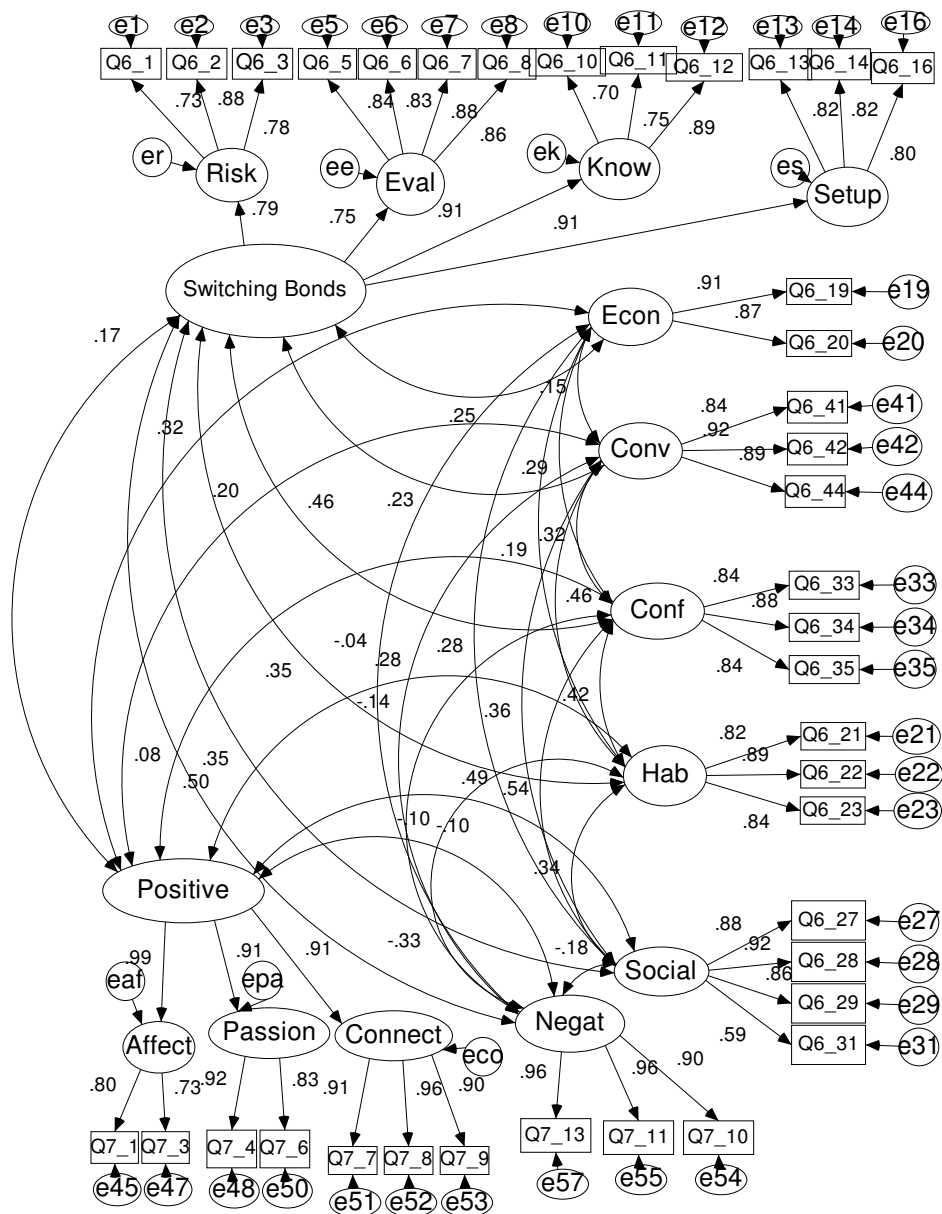 e1 e2 e3 e5 e6 e7 e8 e10 e11 e12 e13 e14 e16
Q6_1 Q6_2 Q6_3 Q6_5 Q6_6 Q6_7 Q6_8 Q6_10 Q6_11 Q6_12 Q6_13 Q6_14 Q6_16
.73 .88 .84 .83 .88 .70 .82 .82
.78 .86 .75 .89 .80
er Risk ee Eval ek Know es Setup
.79 .75 .91 .91
Switching Bonds
Econ .91 Q6_19 e19
.87 Q6_20 e20
.17 .32 .25 .15
Conv .84 Q6_41 e41
.92 Q6_42 e42
.89 Q6_44 e44
.20 .46 .23 .29
.19 .32
Conf .84 Q6_33 e33
.88 Q6_34 e34
.84 Q6_35 e35
.46
-.04 .28 .28
.35 -.14 .36 .42
Hab .82 Q6_21 e21
.89 Q6_22 e22
.84 Q6_23 e23
.08 .35 .50 .49 .54
-.10 -.10
.34
Positive
-.33 -.18
Social .88 Q6_27 e27
.92 Q6_28 e28
.86 Q6_29 e29
.59 Q6_31 e31
.99 .91 .91
eaf epa eco
Affect Passion Connect Negat
.80 .73 .92 .83 .91 .96 .90 .96 .96 .90
Q7_1 Q7_3 Q7_4 Q7_6 Q7_7 Q7_8 Q7_9 Q7_13 Q7_11 Q7_10
e45 e47 e48 e50 e51 e52 e53 e57 e55 e54